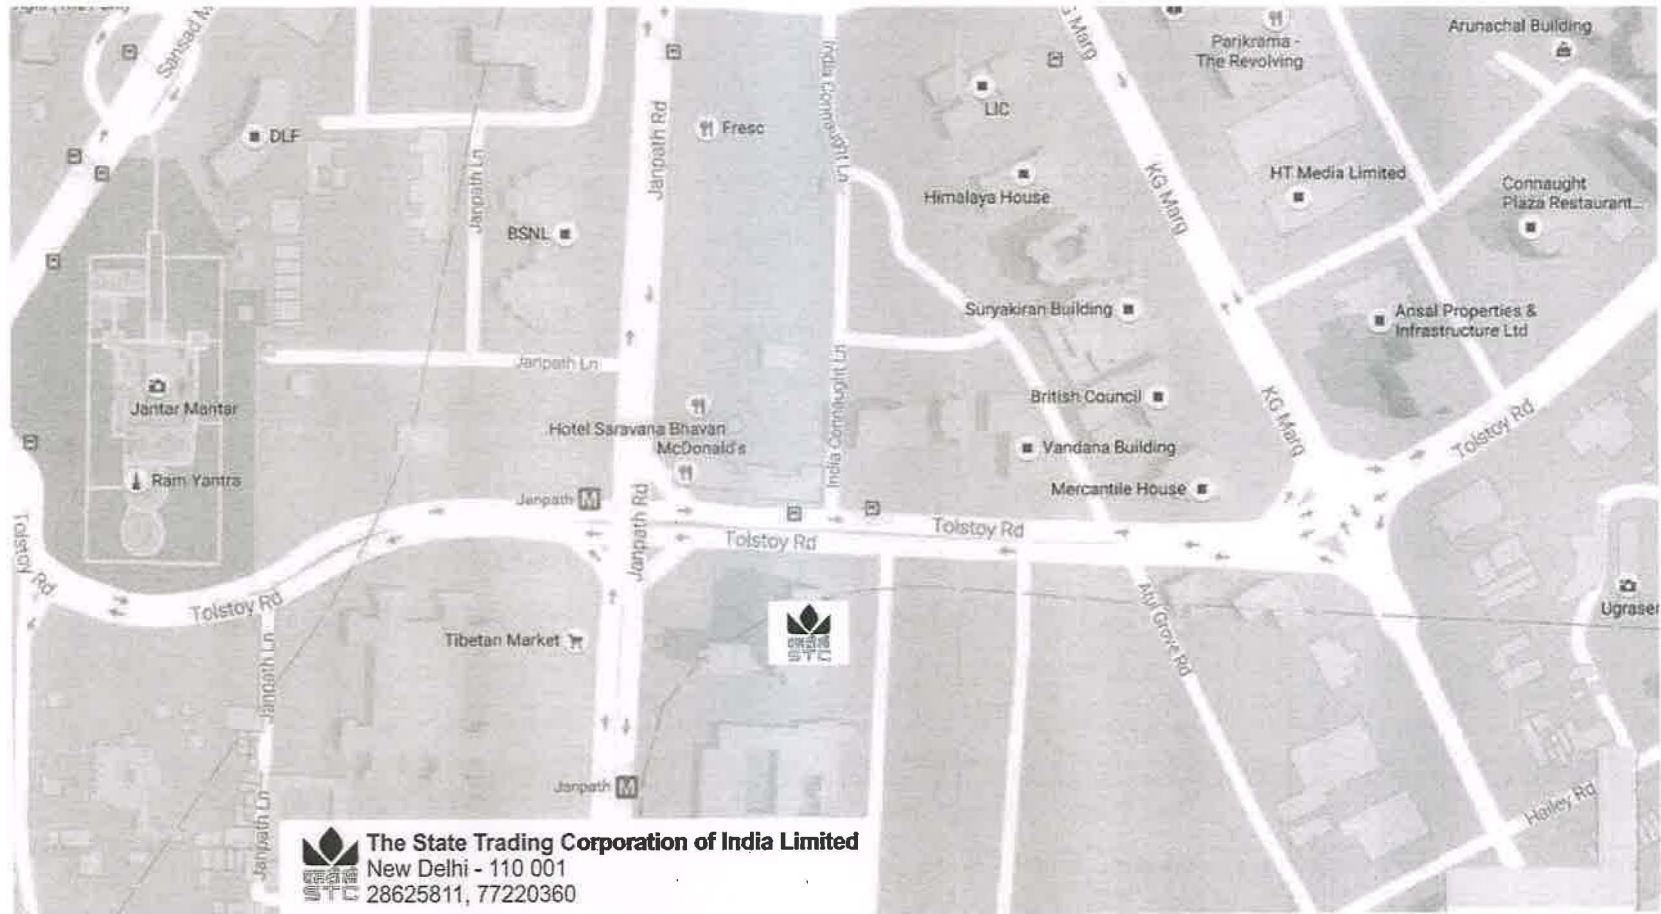 Sansad M
Arunachal Building
Parikrama -
The Revolving
G Marg
LIC
DLF
Fresc
Janpath Rd
India Connaught Ln
KG Marg
HT Media Limited
Connaught
Plaza Restaurant...
Himalaya House
Janpath Ln
BSNL
Suryakiran Building
Ansal Properties &
Infrastructure Ltd
Janpath Ln
India Connaught Ln
Jantar Mantar
British Council
KG Marg
Tolstoy Rd
Hotel Saravana Bhavan
McDonald's
Vandana Building
Ram Yantra
Mercantile House
Janpath M
Janpath Rd
Tolstoy Rd
Tolstoy Rd
Tolstoy Rd
Tolstoy Rd
Atul Grove Rd
Ugrasen
Tibetan Market
STC
Janpath Ln
Janpath M
Hailey Rd
Janpath Ln
The State Trading Corporation of India Limited
New Delhi - 110 001
STC 28625811, 77220360